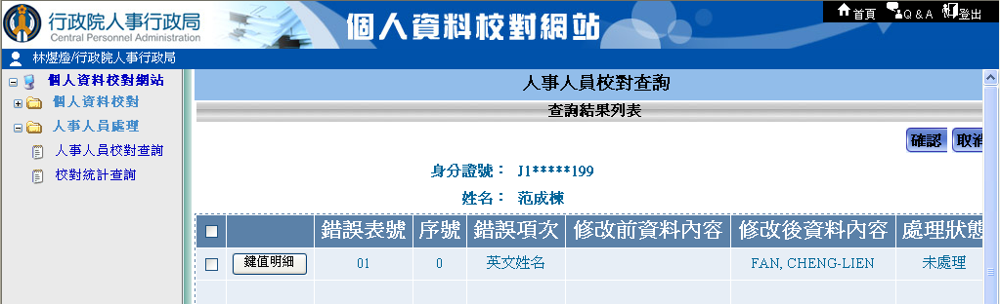 行政院人事行政局
Central Personnel Administration
個人資料校對網站
首頁 Q & A 登出
林煋燈/行政院人事行政局
個人資料校對網站
個人資料校對
人事人員處理
人事人員校對查詢
校對統計查詢
人事人員校對查詢
查詢結果列表
確認 取消
身分證號： J1*****199
姓名： 范成棟
錯誤表號 序號 錯誤項次 修改前資料內容 修改後資料內容 處理狀態
鍵值明細 01 0 英文姓名 FAN, CHENG-LIEN 未處理